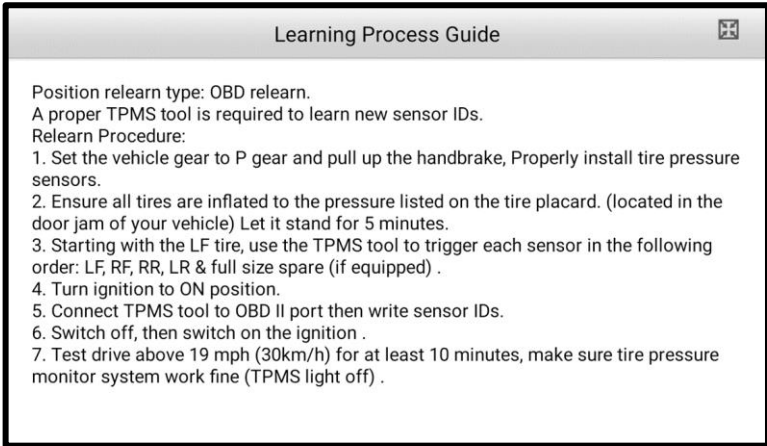 Learning Process Guide
Position relearn type: OBD relearn.
A proper TPMS tool is required to learn new sensor IDs.
Relearn Procedure:
1. Set the vehicle gear to P gear and pull up the handbrake, Properly install tire pressure
sensors.
2. Ensure all tires are inflated to the pressure listed on the tire placard. (located in the
door jam of your vehicle) Let it stand for 5 minutes.
3. Starting with the LF tire, use the TPMS tool to trigger each sensor in the following
order: LF, RF, RR, LR & full size spare (if equipped) .
4. Turn ignition to ON position.
5. Connect TPMS tool to OBD II port then write sensor IDs.
6. Switch off, then switch on the ignition .
7. Test drive above 19 mph (30km/h) for at least 10 minutes, make sure tire pressure
monitor system work fine (TPMS light off) .